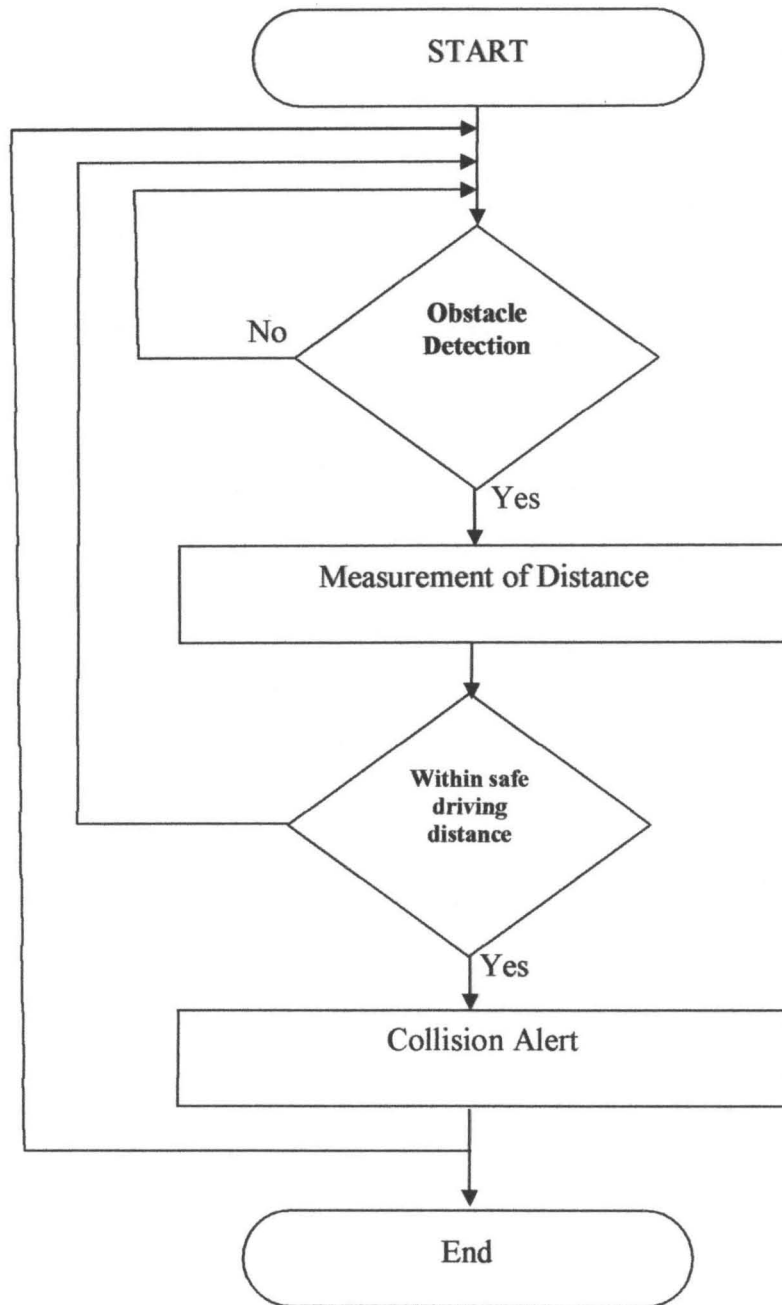 START
No
Obstacle
Detection
Yes
Measurement of Distance
Within safe
driving
distance
Yes
Collision Alert
End